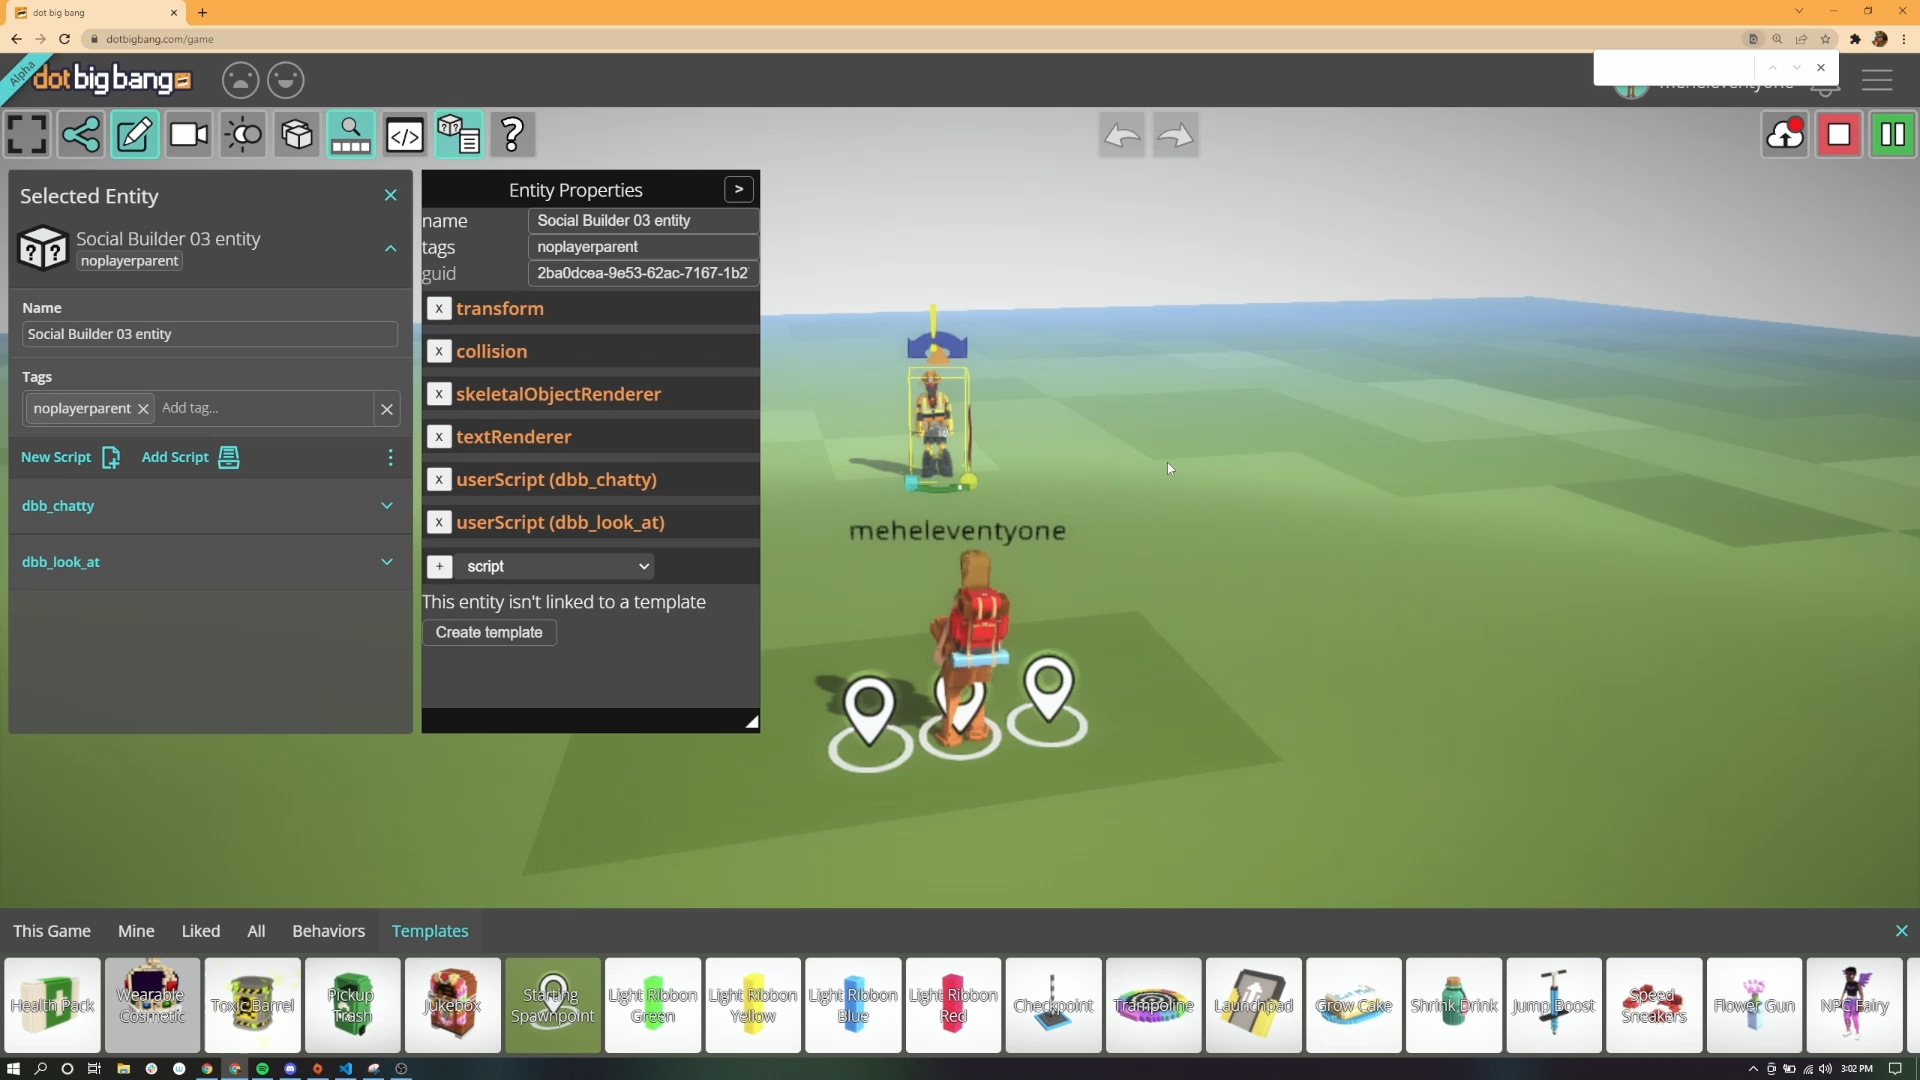 dot big bang
dotbigbang.com/game
Alpha
dotbigbang
meheleventyone
Selected Entity
Social Builder 03 entity
noplayerparent
Name
Social Builder 03 entity
Tags
noplayerparent
Add tag...
New Script
Add Script
dbb_chatty
dbb_look_at
Entity Properties
>
name
Social Builder 03 entity
tags
noplayerparent
guid
2ba0dcea-9e53-62ac-7167-1b2
x transform
x collision
x skeletalObjectRenderer
x textRenderer
x userScript (dbb_chatty)
x userScript (dbb_look_at)
+ script
This entity isn't linked to a template
Create template
meheleventyone
This Game
Mine
Liked
All
Behaviors
Templates
Health Pack
Wearable Cosmetic
Toxic Barrel
Pickup Trash
Jukebox
Starting Spawnpoint
Light Ribbon Green
Light Ribbon Yellow
Light Ribbon Blue
Light Ribbon Red
Checkpoint
Trampoline
Launchpad
Grow Cake
Shrink Drink
Jump Boost
Speed Sneakers
Flower Gun
NPC Fairy
3:02 PM